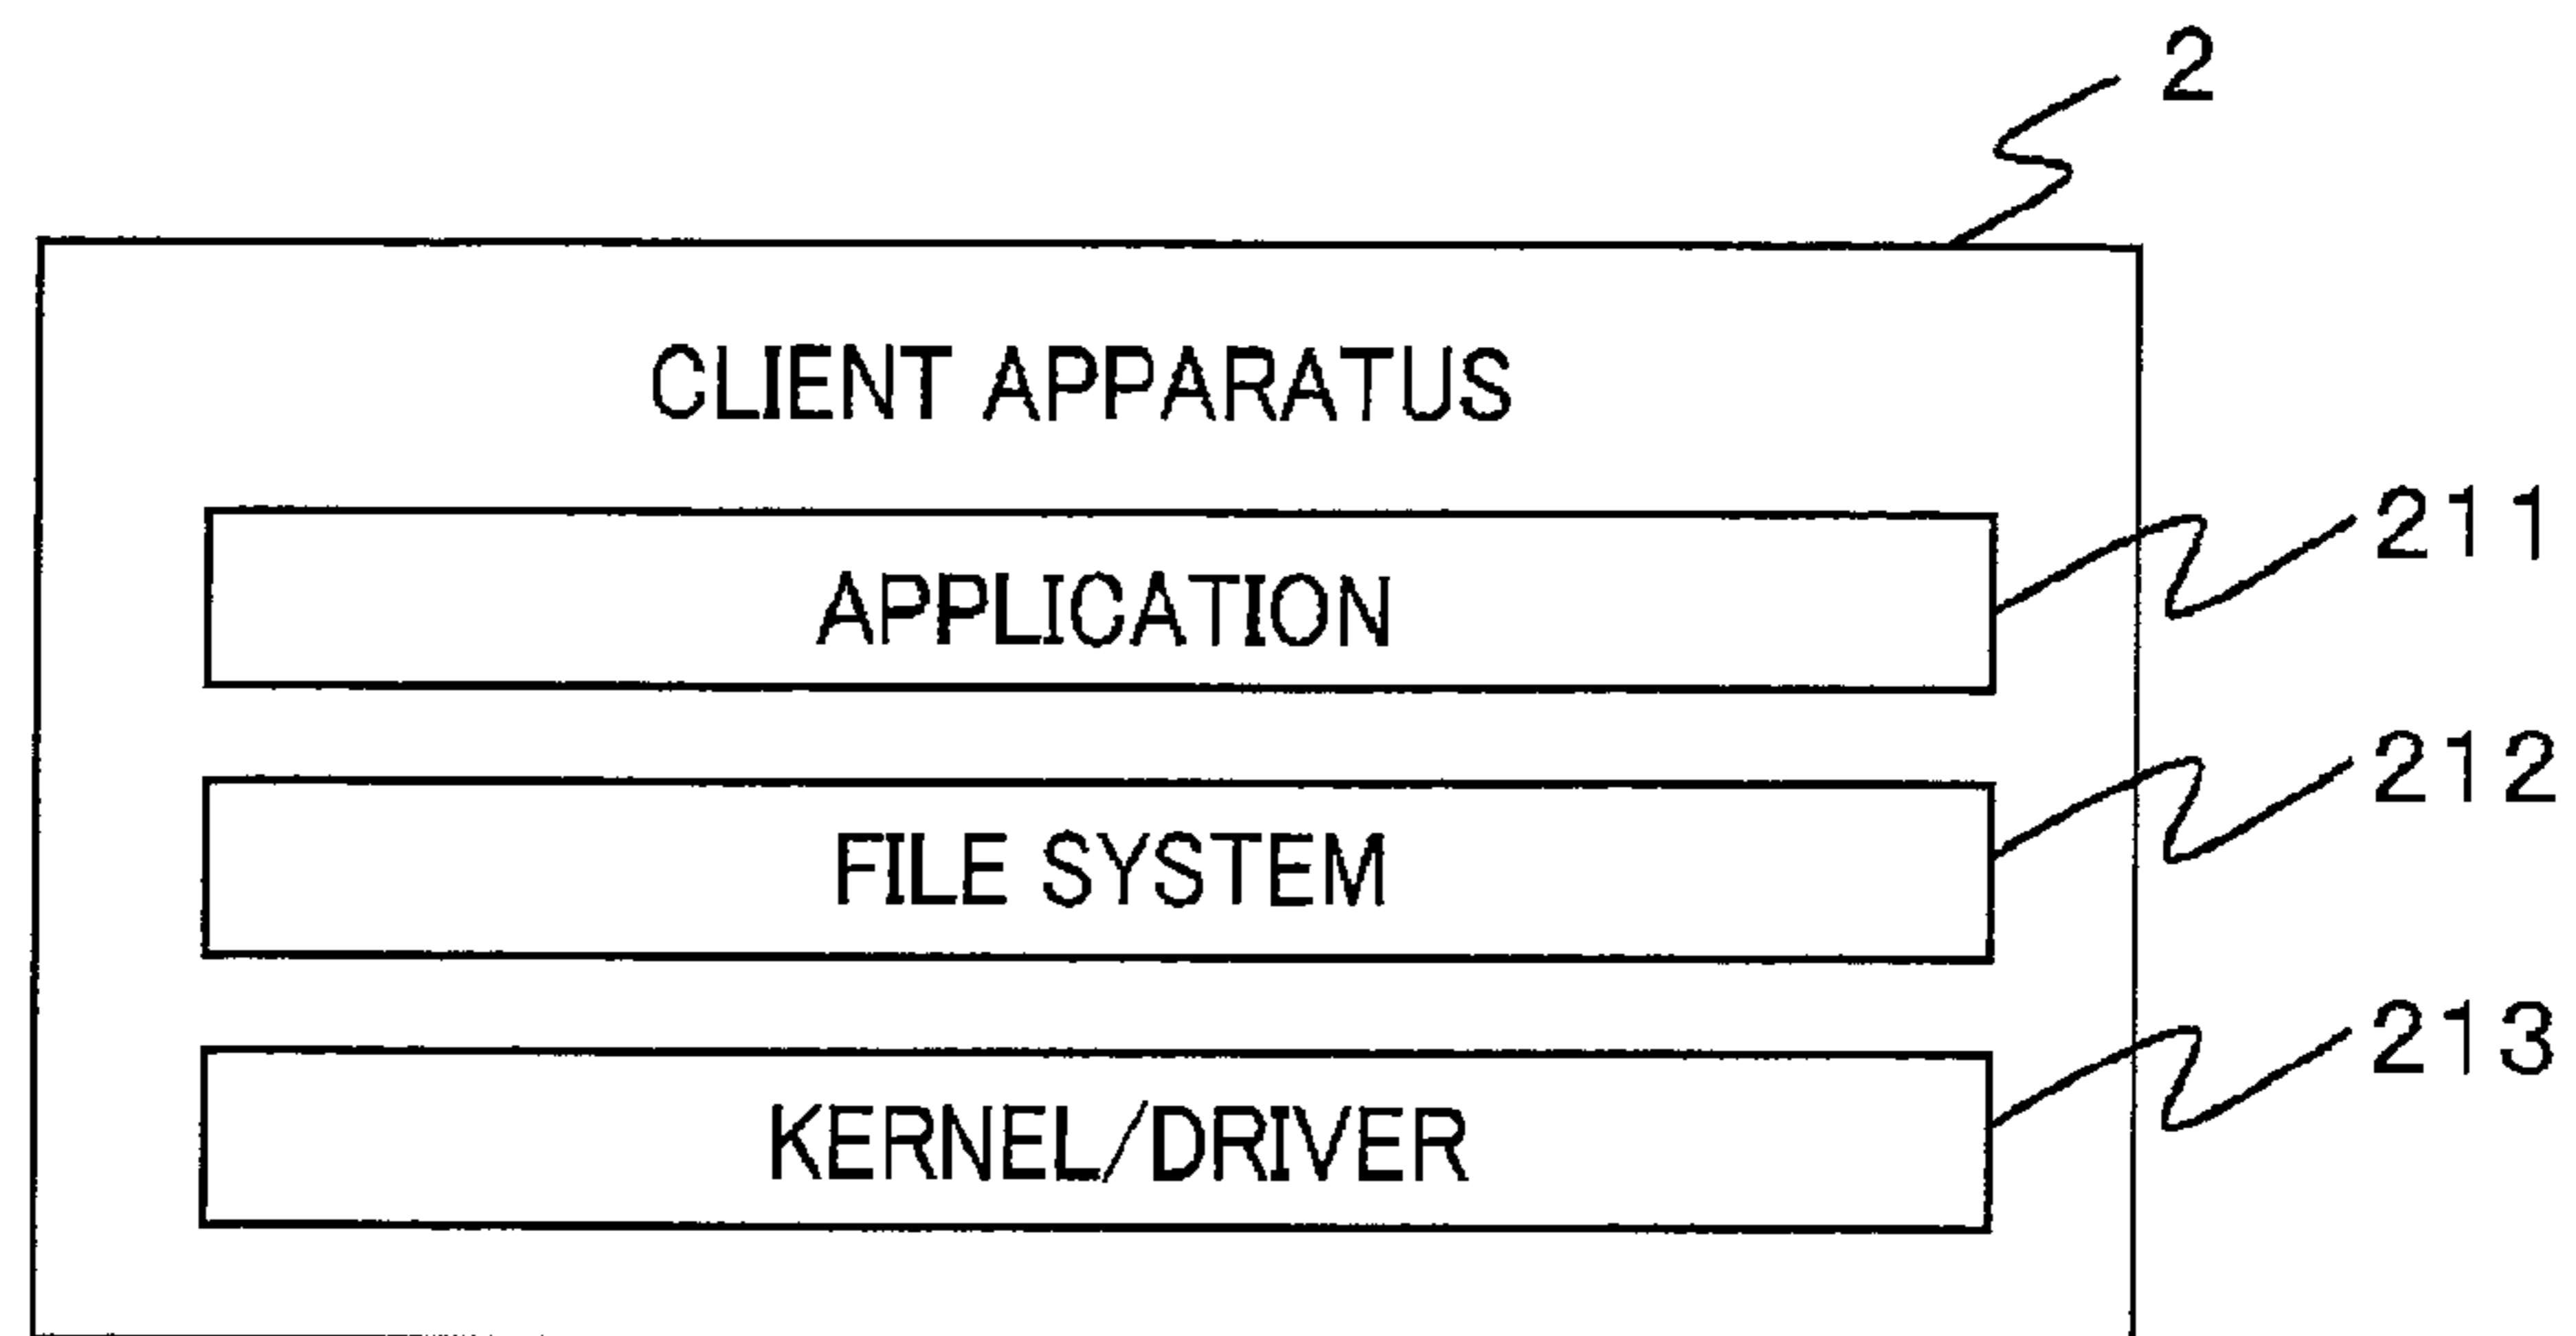 2
CLIENT APPARATUS
APPLICATION
211
FILE SYSTEM
212
KERNEL/DRIVER
213